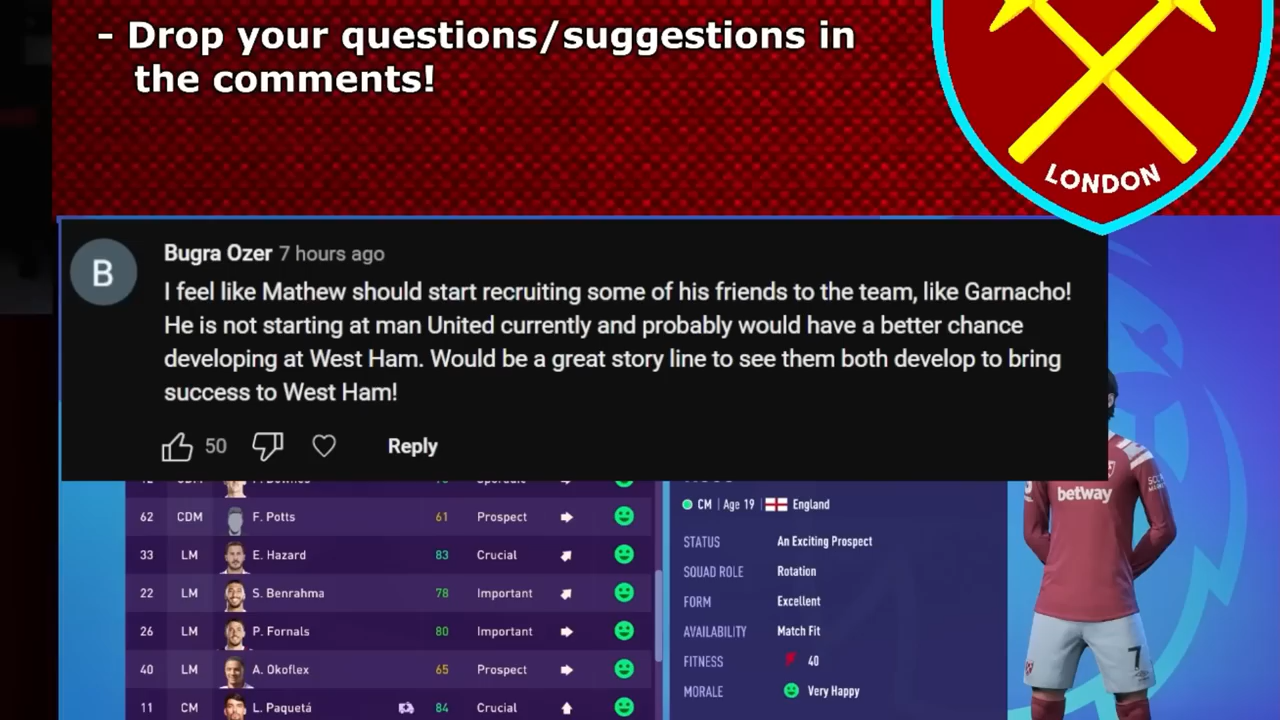 - Drop your questions/suggestions in
the comments!
LONDON
B
Bugra Ozer 7 hours ago
I feel like Mathew should start recruiting some of his friends to the team, like Garnacho!
He is not starting at man United currently and probably would have a better chance
developing at West Ham. Would be a great story line to see them both develop to bring
success to West Ham!
50 Reply
62 CDM F. Potts 61 Prospect
33 LM E. Hazard 83 Crucial
22 LM S. Benrahma 78 Important
26 LM P. Fornals 80 Important
40 LM A. Okoflex 65 Prospect
11 CM L. Paquetá 84 Crucial
CM | Age 19 | England
STATUS An Exciting Prospect
SQUAD ROLE Rotation
FORM Excellent
AVAILABILITY Match Fit
FITNESS 40
MORALE Very Happy
betway
7